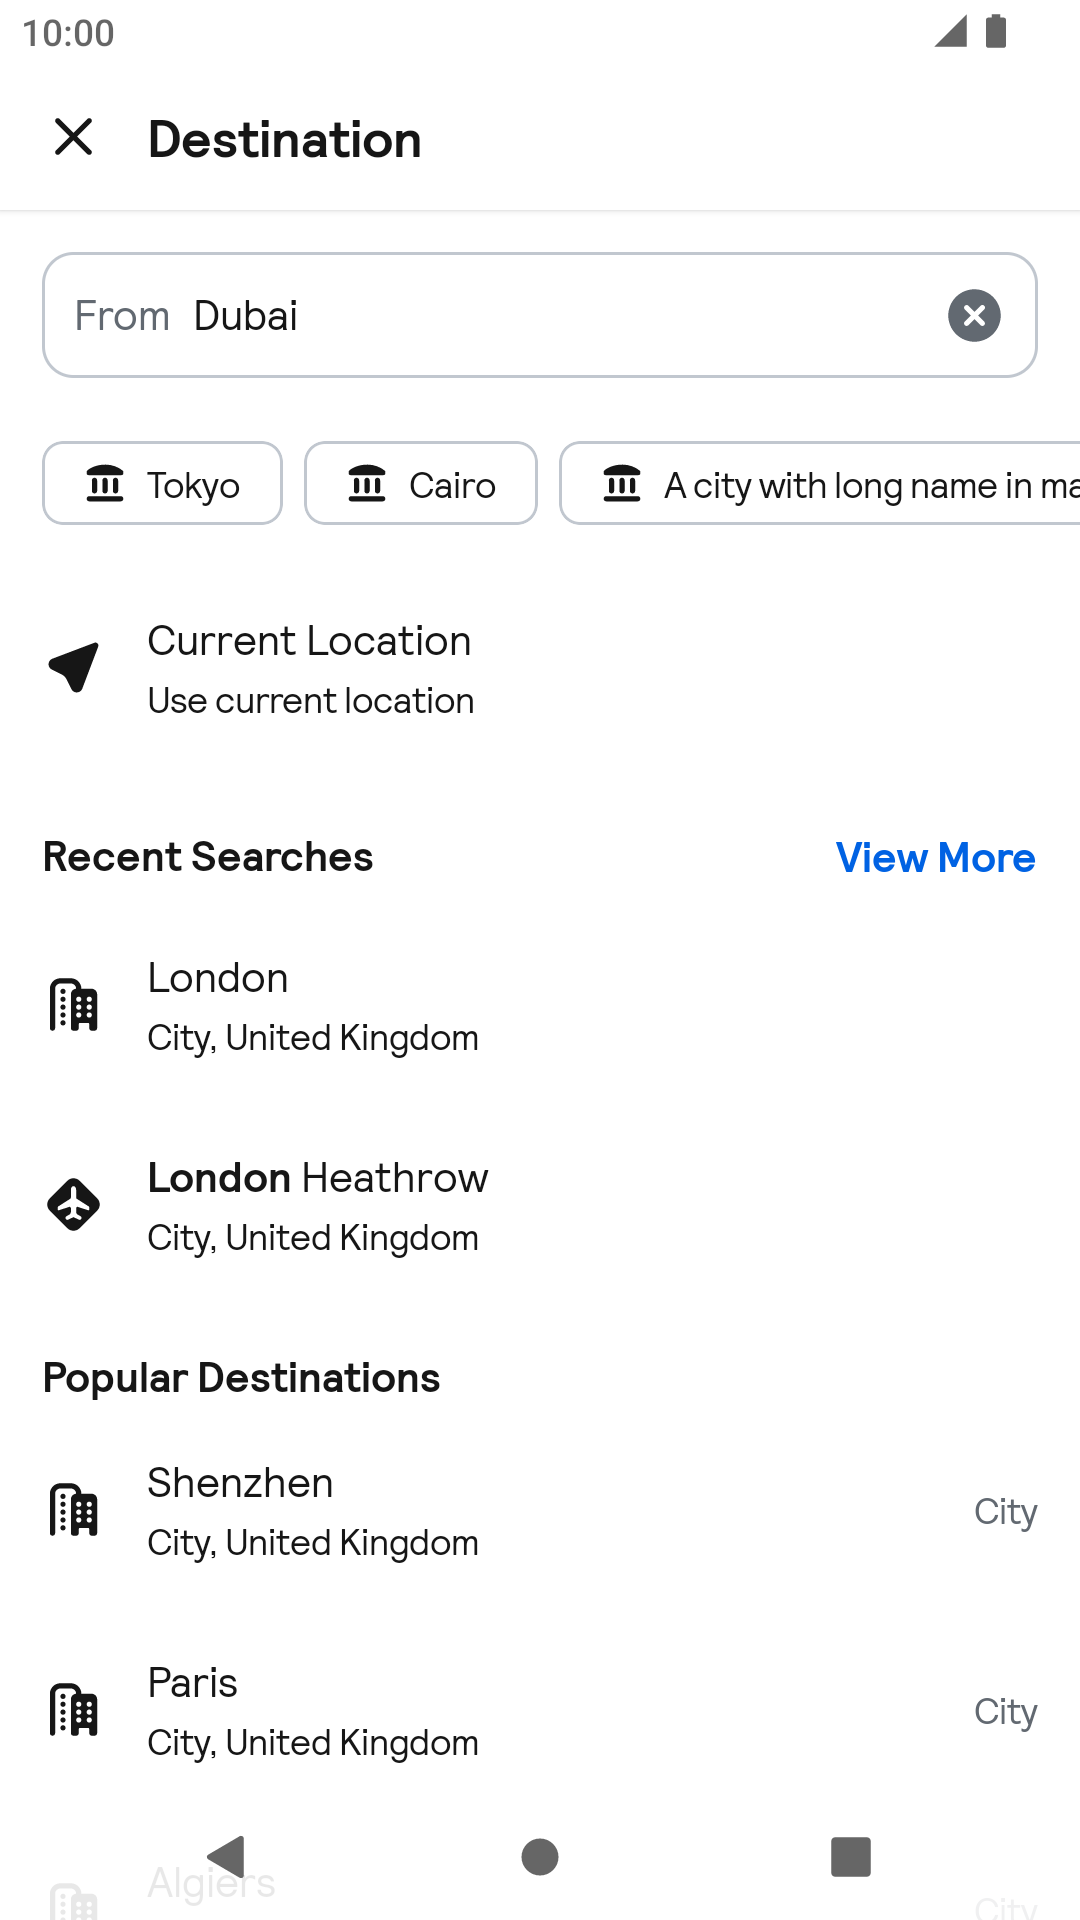 10:00
Destination
From Dubai
Tokyo Cairo A city with long name in ma
Current Location
Use current location
Recent Searches View More
London
City, United Kingdom
London Heathrow
City, United Kingdom
Popular Destinations
Shenzhen
City, United Kingdom
City
Paris
City, United Kingdom
City
Algiers
City